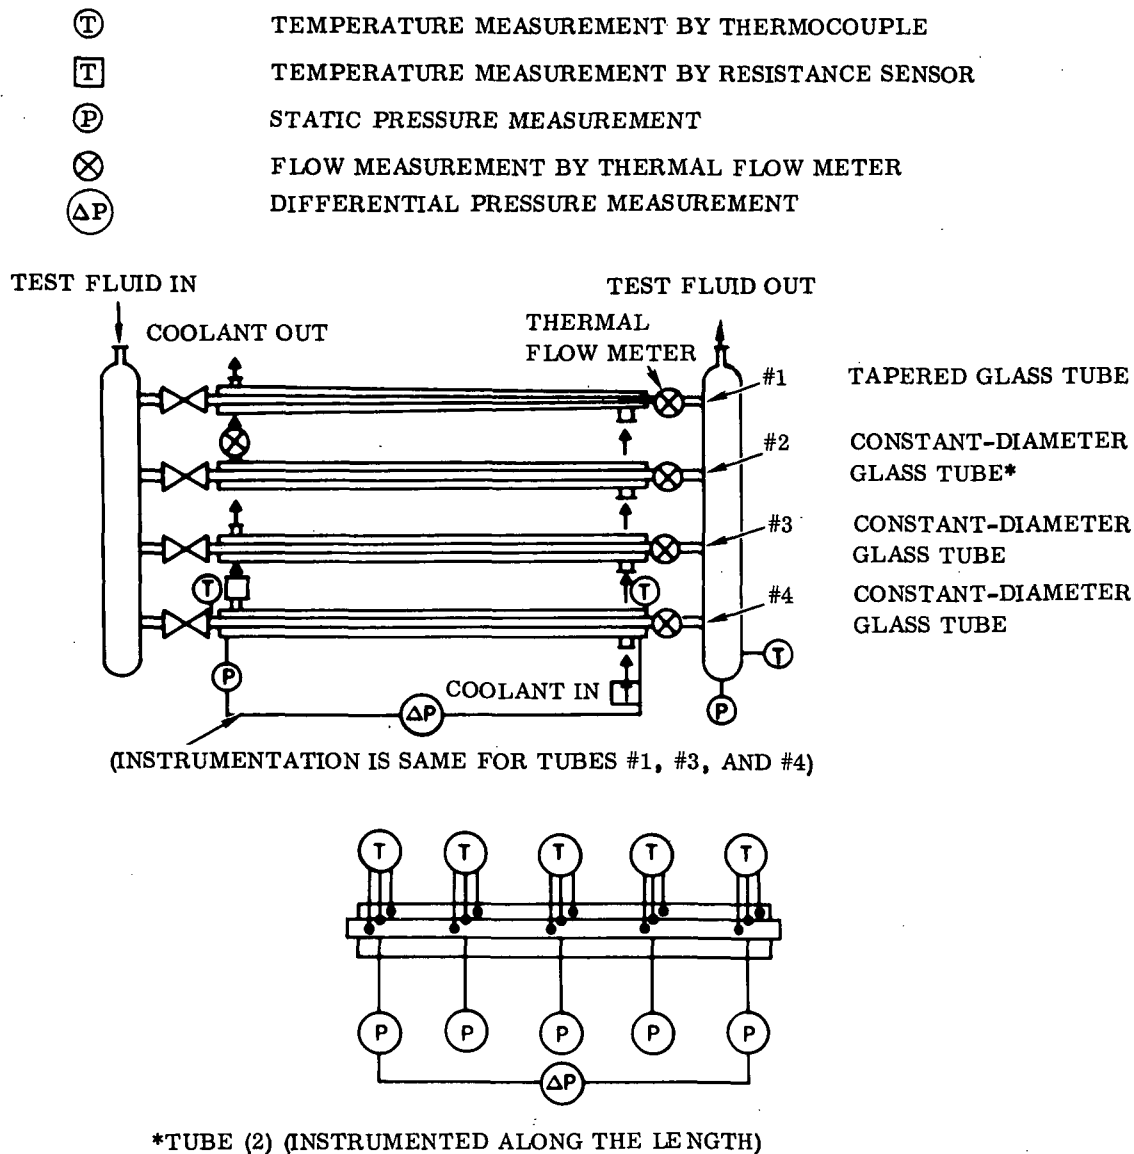 T TEMPERATURE MEASUREMENT BY THERMOCOUPLE
T TEMPERATURE MEASUREMENT BY RESISTANCE SENSOR
P STATIC PRESSURE MEASUREMENT
FLOW MEASUREMENT BY THERMAL FLOW METER
ΔP DIFFERENTIAL PRESSURE MEASUREMENT
TEST FLUID IN
TEST FLUID OUT
COOLANT OUT
THERMAL
FLOW METER
#1 TAPERED GLASS TUBE
#2 CONSTANT-DIAMETER
GLASS TUBE*
#3 CONSTANT-DIAMETER
GLASS TUBE
T T
#4 CONSTANT-DIAMETER
GLASS TUBE
T
P
COOLANT IN
ΔP
P
(INSTRUMENTATION IS SAME FOR TUBES #1, #3, AND #4)
T T T T T
P P P P P
ΔP
*TUBE (2) (INSTRUMENTED ALONG THE LENGTH)